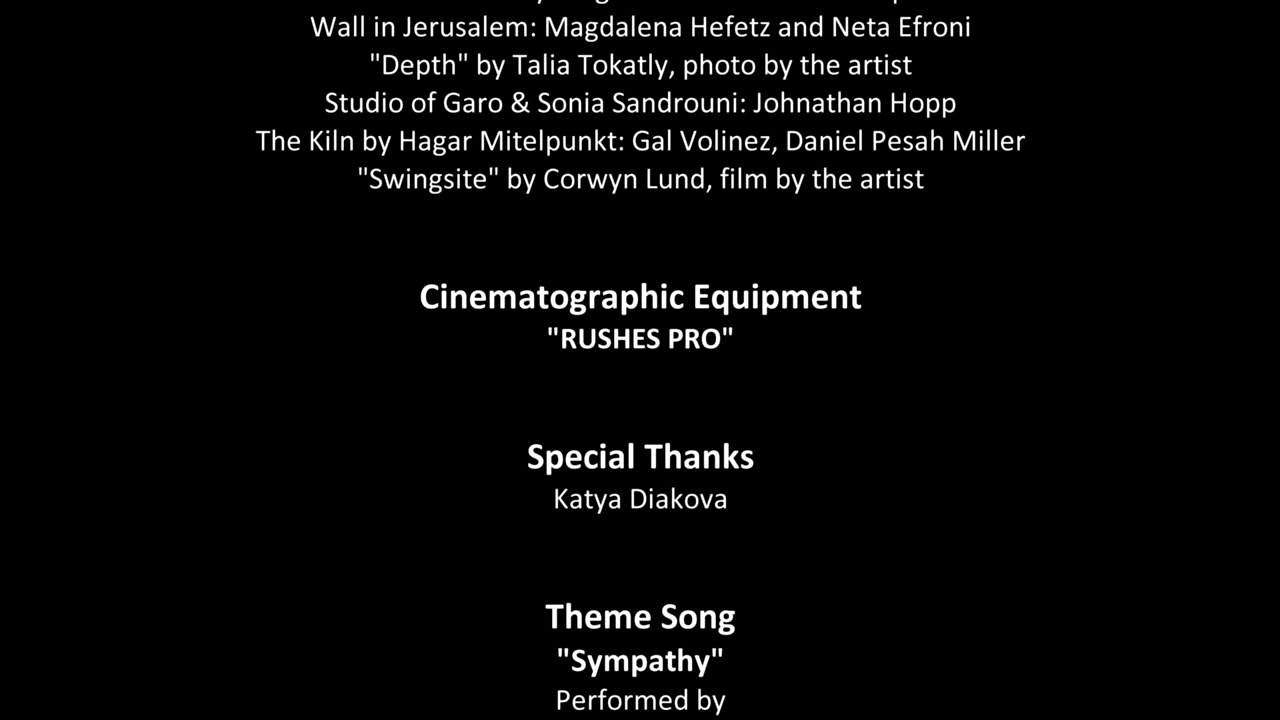 Wall in Jerusalem: Magdalena Hefetz and Neta Efroni
"Depth" by Talia Tokatly, photo by the artist
Studio of Garo & Sonia Sandrouni: Johnathan Hopp
The Kiln by Hagar Mitelpunkt: Gal Volinez, Daniel Pesah Miller
"Swingsite" by Corwyn Lund, film by the artist
Cinematographic Equipment
"RUSHES PRO"
Special Thanks
Katya Diakova
Theme Song
"Sympathy"
Performed by